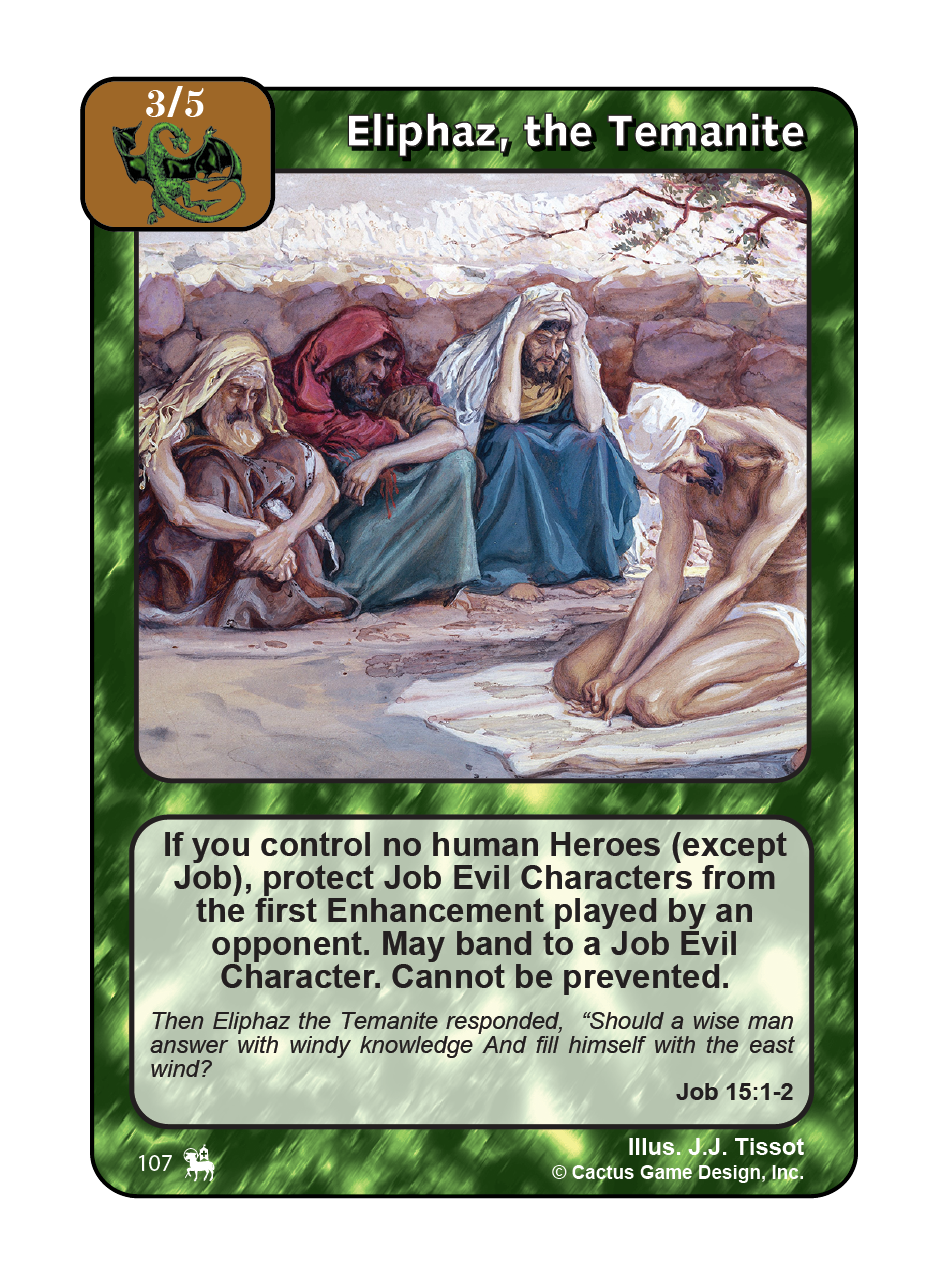 3/5
Eliphaz, the Temanite
If you control no human Heroes (except
Job), protect Job Evil Characters from
the first Enhancement played by an
opponent. May band to a Job Evil
Character. Cannot be prevented.
Then Eliphaz the Temanite responded, “Should a wise man
answer with windy knowledge And fill himself with the east
wind?
Job 15:1-2
Illus. J.J. Tissot
107
© Cactus Game Design, Inc.